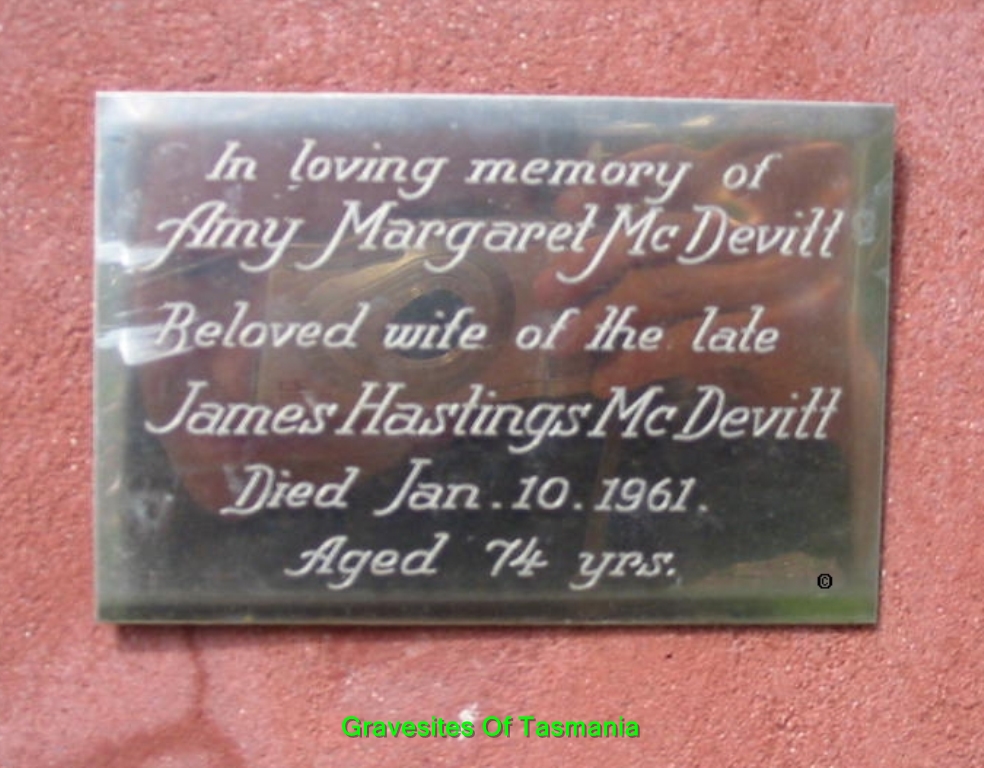 In loving memory of
Amy Margaret McDevitt
Beloved wife of the late
James Hastings McDevitt
Died Jan. 10. 1961.
Aged 74 yrs.
©
Gravesites Of Tasmania